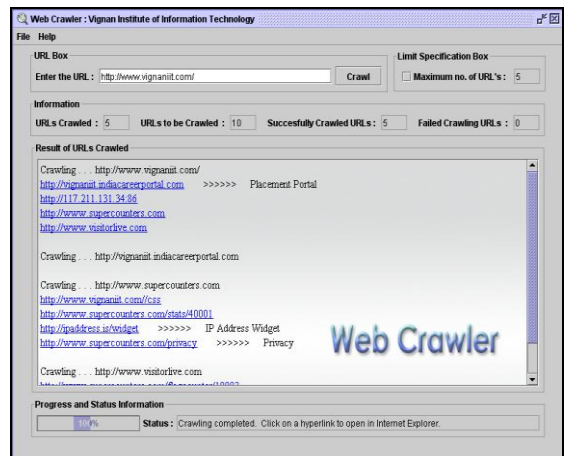 Web Crawler : Vignan Institute of Information Technology
File Help
URL Box
Enter the URL : http://www.vignaniit.com/ Crawl
Limit Specification Box
Maximum no. of URL's : 5
Information
URLs Crawled : 5 URLs to be Crawled : 10 Succesfully Crawled URLs : 5 Failed Crawling URLs : 0
Result of URLs Crawled
Crawling . . . http://www.vignaniit.com/
http://vignaniit.indiacareerportal.com >>>>>> Placement Portal
http://117.211.131.34:86
http://www.supercounters.com
http://www.visitorlive.com
Crawling . . . http://vignaniit.indiacareerportal.com
Crawling . . . http://www.supercounters.com
http://www.vignaniit.com//css
http://www.supercounters.com/stats/40001
http://ipaddress.is/widget >>>>>> IP Address Widget
http://www.supercounters.com/privacy >>>>>> Privacy
Web Crawler
Crawling . . . http://www.visitorlive.com
Progress and Status Information
100% Status : Crawling completed. Click on a hyperlink to open in Internet Explorer.